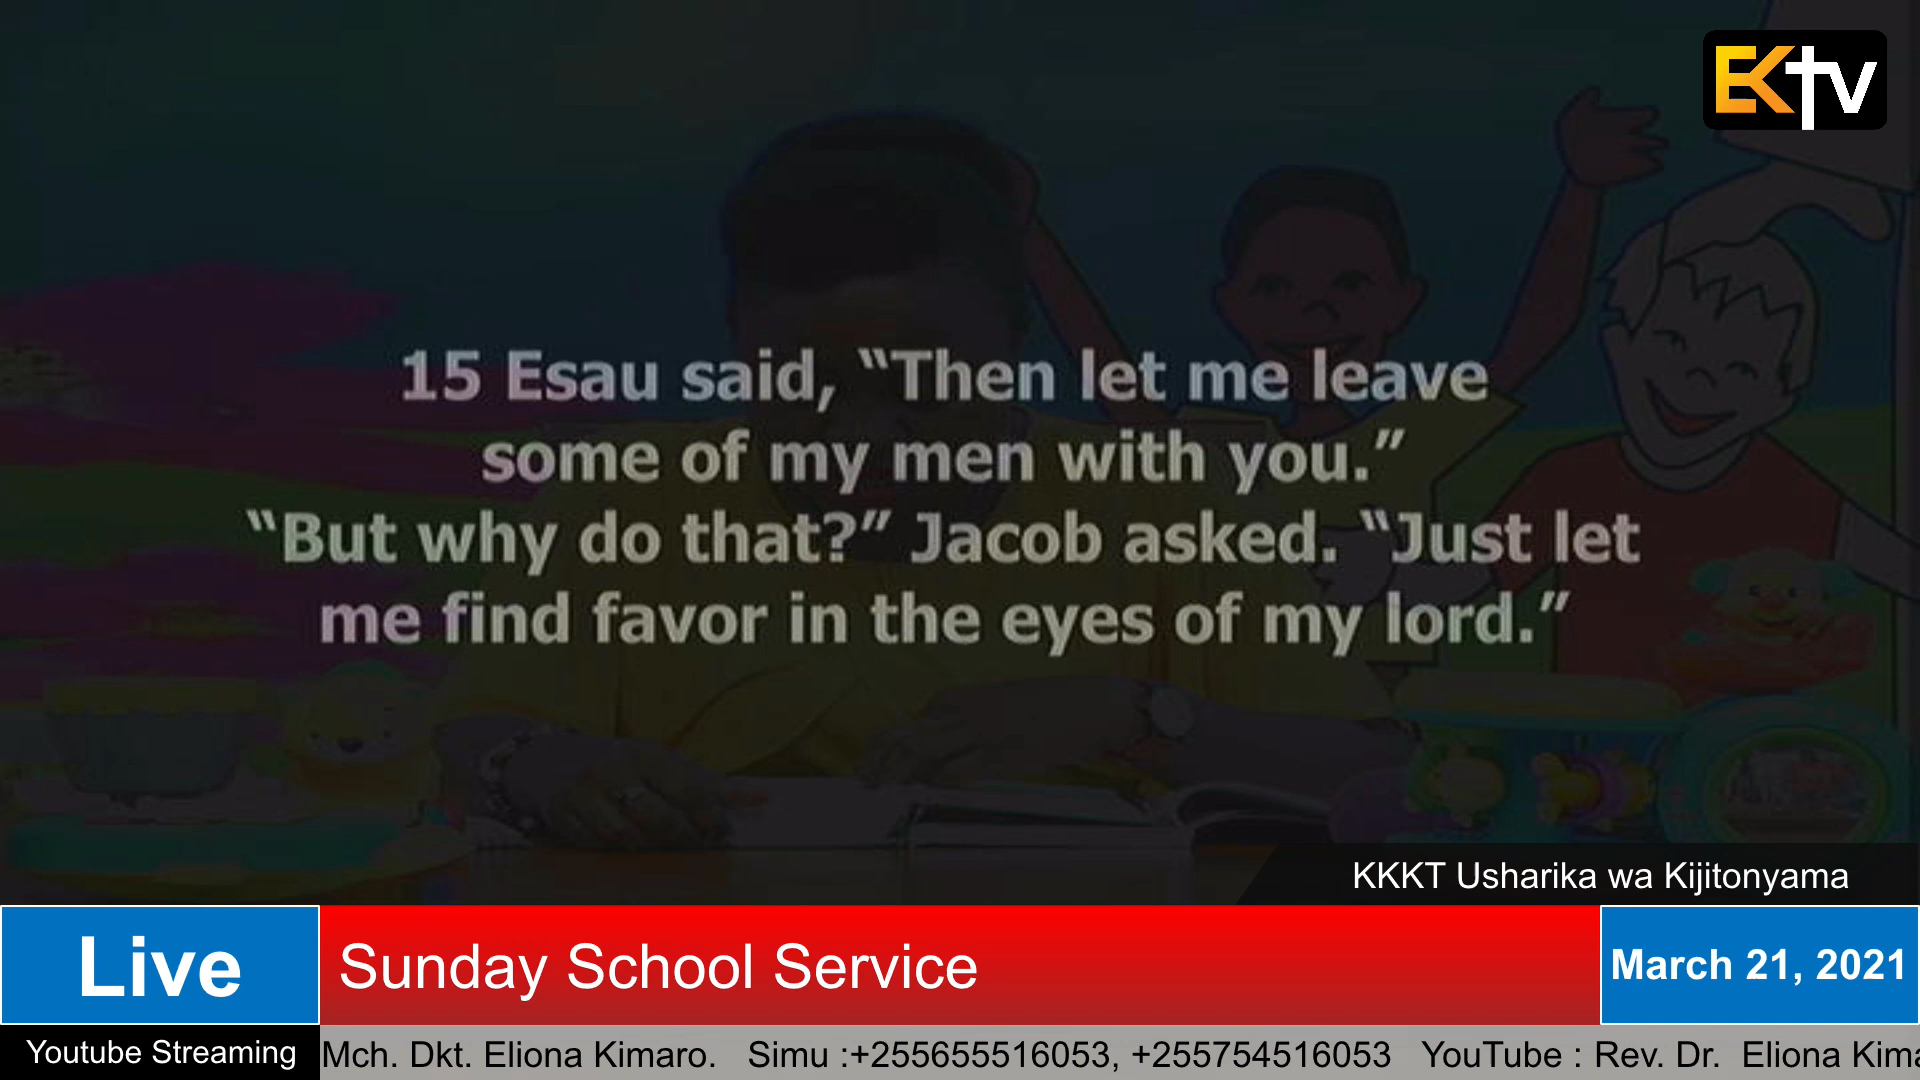 EKTV
15 Esau said, “Then let me leave
some of my men with you.”
“But why do that?” Jacob asked. “Just let
me find favor in the eyes of my lord.”
KKKT Usharika wa Kijitonyama
Live
Sunday School Service
March 21, 2021
Youtube Streaming
Mch. Dkt. Eliona Kimaro. Simu :+255655516053, +255754516053 YouTube : Rev. Dr. Eliona